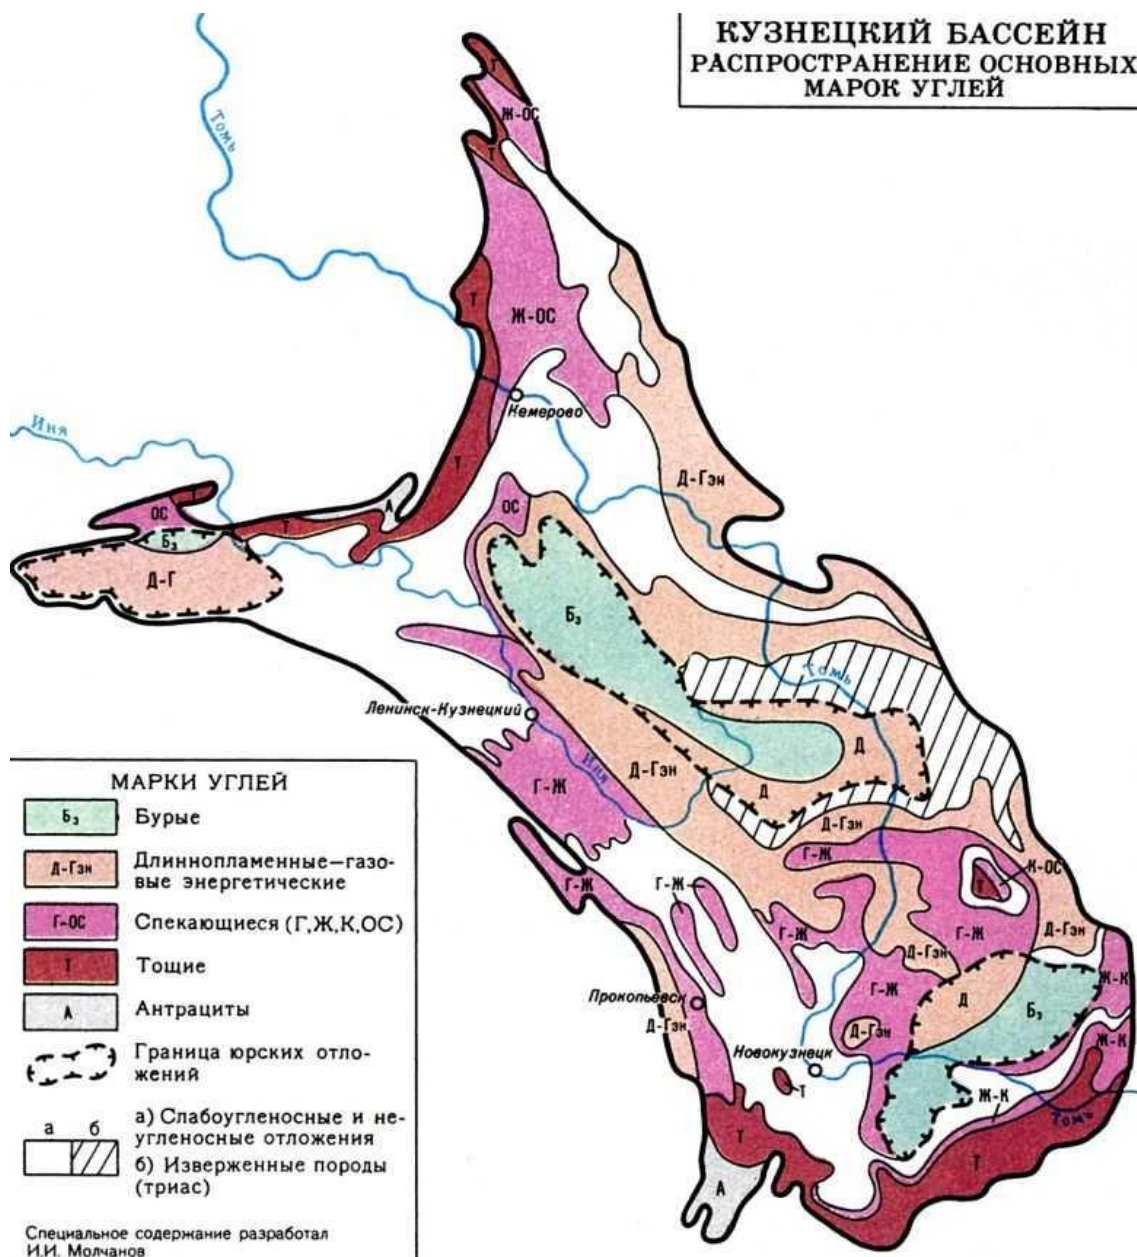 КУЗНЕЦКИЙ БАССЕЙН
РАСПРОСТРАНЕНИЕ ОСНОВНЫХ
МАРОК УГЛЕЙ
Т
Ж-ОС
Т
Томь
Т
Ж-ОС
Кемерово
Иня
Т
Д-Гэн
А
ОС
ОС
Т
Б₃
Д-Г
Б₃
Томь
Ленинск-Кузнецкий
Иня
Д-Гэн
Д
Д
Г-Ж
Д-Гэн
Г-Ж
К-ОС
Т
Г-Ж
Г-Ж
Г-Ж
Г-Ж
Д-Гэн
Д-Гэн
Ж-К
Г-Ж
Д
Б₃
Прокопьевск
Д-Гэн
Д-Гэн
Ж-К
Новокузнецк
Т
Ж-К
Томь
Т
Т
А
МАРКИ УГЛЕЙ
Б₃ Бурые
Д-Гэн Длиннопламенные—газо-
вые энергетические
Г-ОС Спекающиеся (Г,Ж,К,ОС)
Т Тощие
А Антрациты
Граница юрских отло-
жений
а б а) Слабоугленосные и не-
угленосные отложения
б) Изверженные породы
(триас)
Специальное содержание разработал
И.И. Молчанов